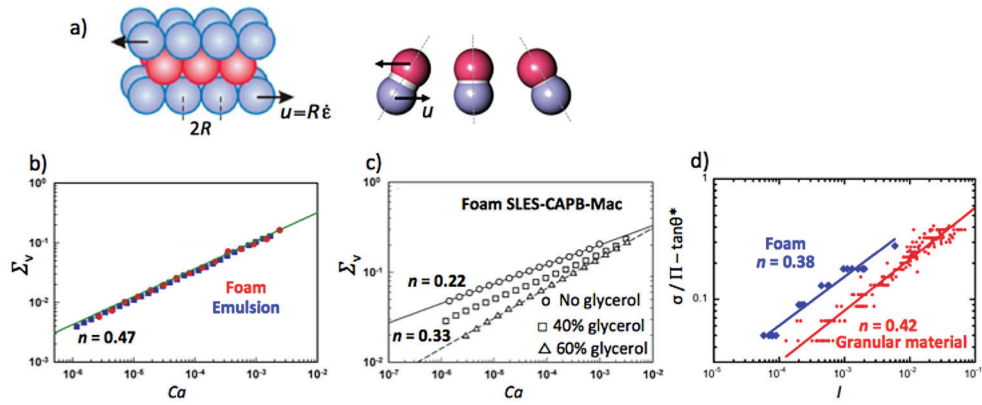 a)
u=Rε̇
2R
u
b)
10⁰
10⁻¹
10⁻²
10⁻³
Σv
Foam
Emulsion
n = 0.47
10⁻⁶ 10⁻⁵ 10⁻⁴ 10⁻³ 10⁻²
Ca
c)
10⁰
10⁻¹
10⁻²
Σv
Foam SLES-CAPB-Mac
n = 0.22
n = 0.33
No glycerol
40% glycerol
60% glycerol
10⁻⁷ 10⁻⁶ 10⁻⁵ 10⁻⁴ 10⁻³ 10⁻²
Ca
d)
1
0.1
σ / Π − tanθ*
Foam
n = 0.38
n = 0.42
Granular material
10⁻⁵ 10⁻⁴ 10⁻³ 10⁻² 10⁻¹
I